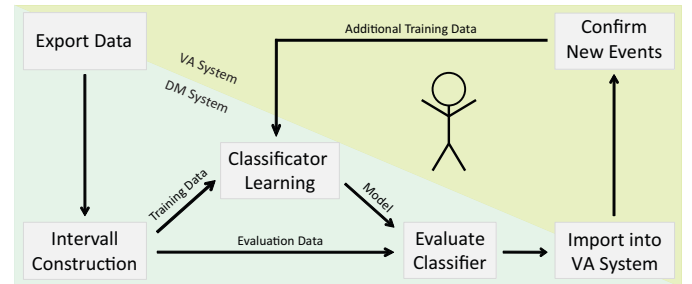 Export Data
Additional Training Data
Confirm
New Events
VA System
DM System
Classificator
Learning
Training Data
Model
Intervall
Construction
Evaluation Data
Evaluate
Classifier
Import into
VA System